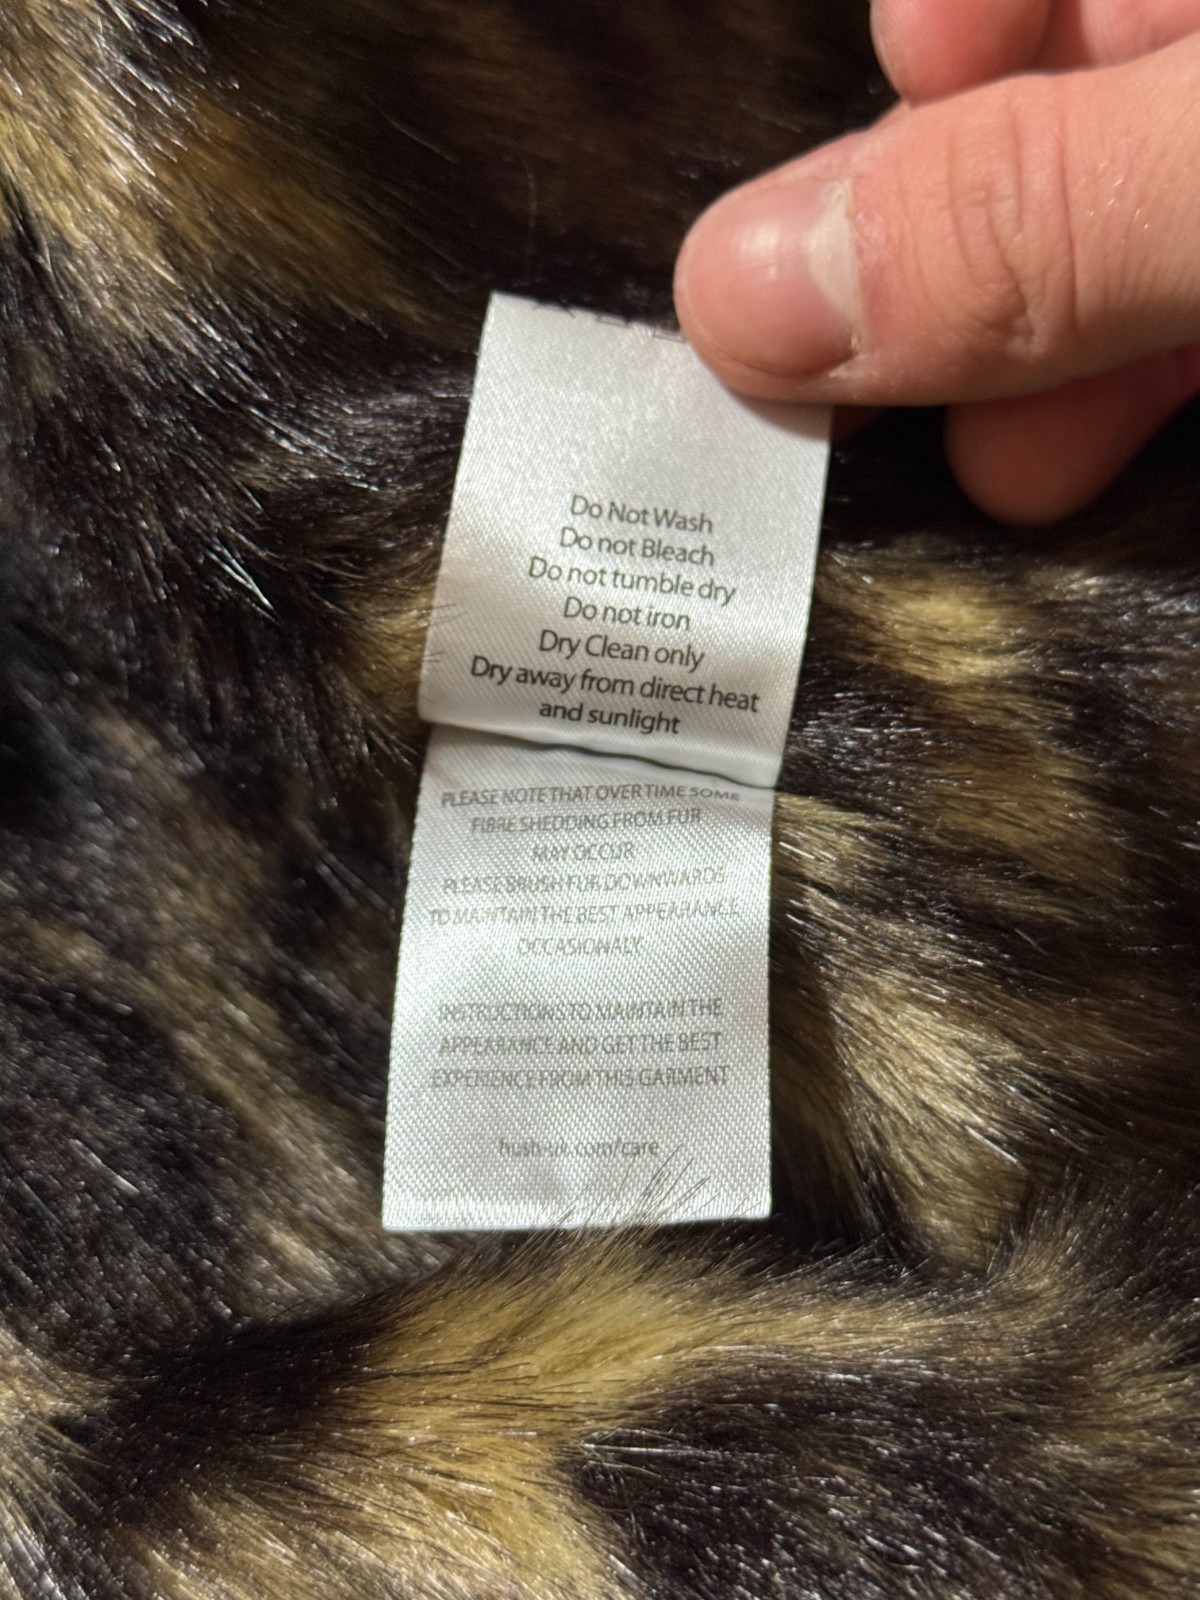 Do Not Wash
Do not Bleach
Do not tumble dry
Do not iron
Dry Clean only
Dry away from direct heat
and sunlight
PLEASE NOTE THAT OVER TIME SOME
FIBRE SHEDDING FROM FUR
MAY OCCUR
PLEASE BRUSH FUR DOWNWARDS
TO MAINTAIN THE BEST APPEARANCE
OCCASIONALY
INSTRUCTIONS TO MAINTAIN THE
APPEARANCE AND GET THE BEST
EXPERIENCE FROM THIS GARMENT
hush-uk.com/care